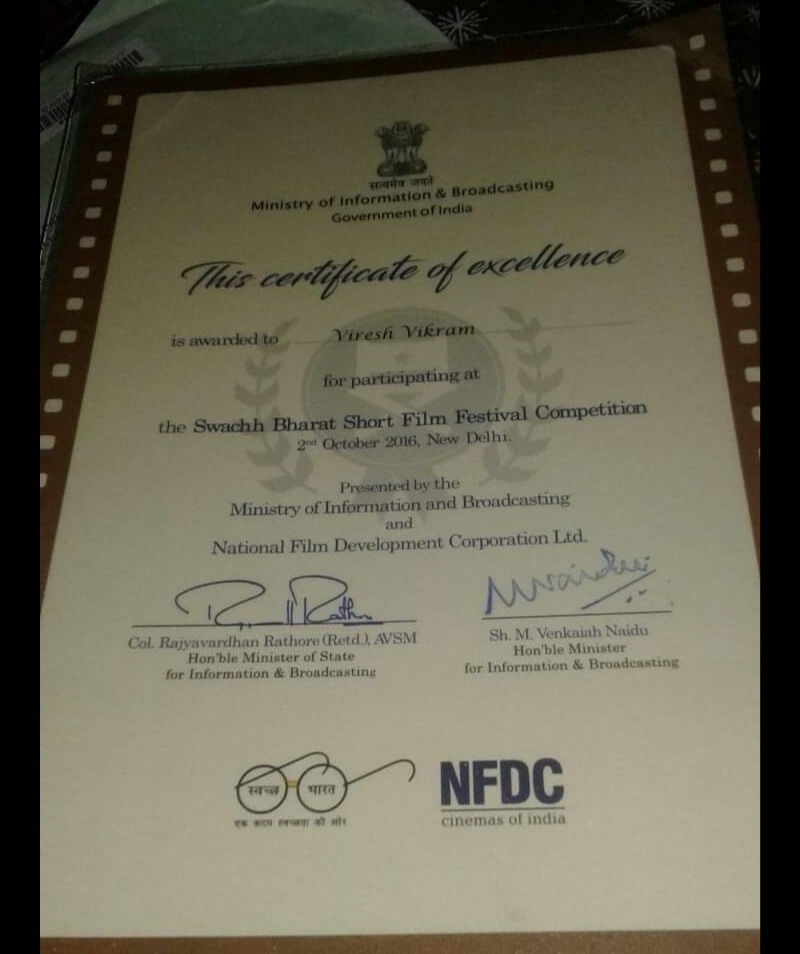 सत्यमेव जयते
Ministry of Information & Broadcasting
Government of India
This certificate of excellence
is awarded to Viresh Vikram
for participating at
the Swachh Bharat Short Film Festival Competition
2nd October 2016, New Delhi.
Presented by the
Ministry of Information and Broadcasting
and
National Film Development Corporation Ltd.
Col. Rajyavardhan Rathore (Retd.), AVSM
Hon'ble Minister of State
for Information & Broadcasting
Sh. M. Venkaiah Naidu
Hon'ble Minister
for Information & Broadcasting
स्वच्छ भारत
एक कदम स्वच्छता की ओर
NFDC
cinemas of india